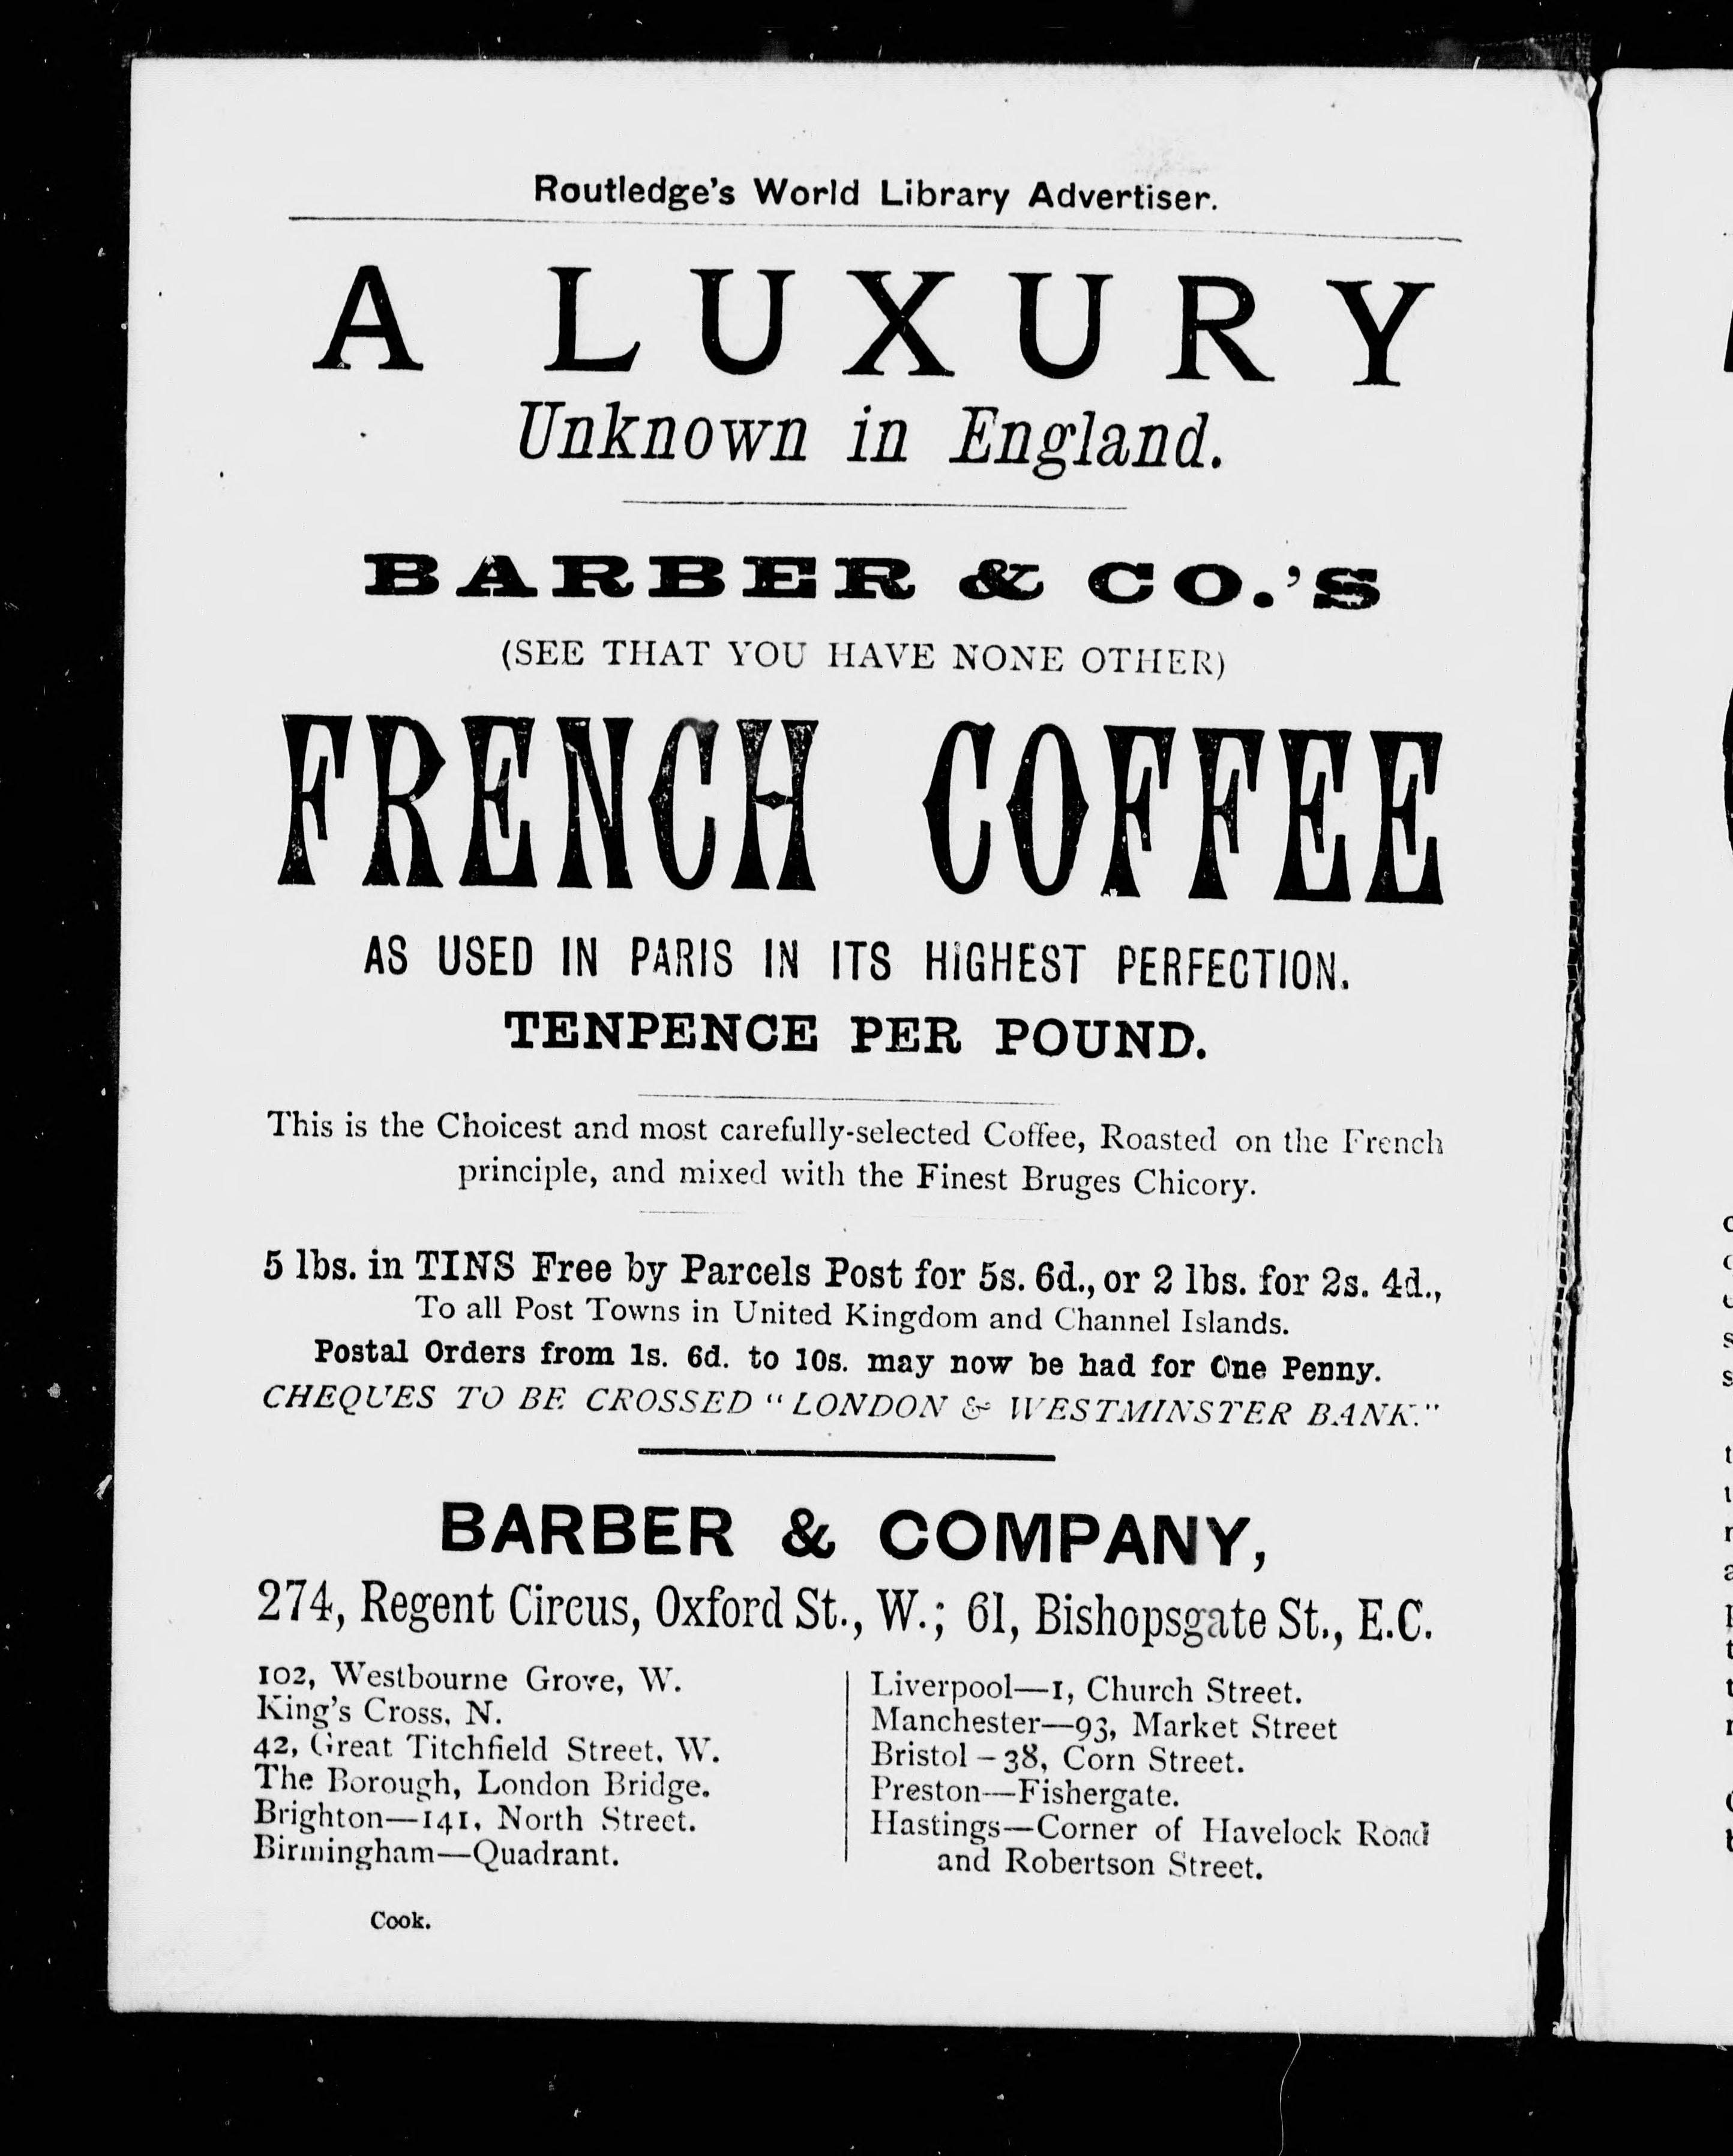 Routledge's World Library Advertiser.
A LUXURY
Unknown in England.
BARBER & CO.'S
(SEE THAT YOU HAVE NONE OTHER)
FRENCH COFFEE
AS USED IN PARIS IN ITS HIGHEST PERFECTION.
TENPENCE PER POUND.
This is the Choicest and most carefully-selected Coffee, Roasted on the French
principle, and mixed with the Finest Bruges Chicory.
5 lbs. in TINS Free by Parcels Post for 5s. 6d., or 2 lbs. for 2s. 4d.,
To all Post Towns in United Kingdom and Channel Islands.
Postal Orders from 1s. 6d. to 10s. may now be had for One Penny.
CHEQUES TO BE CROSSED "LONDON & WESTMINSTER BANK."
BARBER & COMPANY,
274, Regent Circus, Oxford St., W.; 61, Bishopsgate St., E.C.
102, Westbourne Grove, W.
King's Cross, N.
42, Great Titchfield Street, W.
The Borough, London Bridge.
Brighton—141, North Street.
Birmingham—Quadrant.
Liverpool—1, Church Street.
Manchester—93, Market Street
Bristol – 38, Corn Street.
Preston—Fishergate.
Hastings—Corner of Havelock Road
and Robertson Street.
Cook.